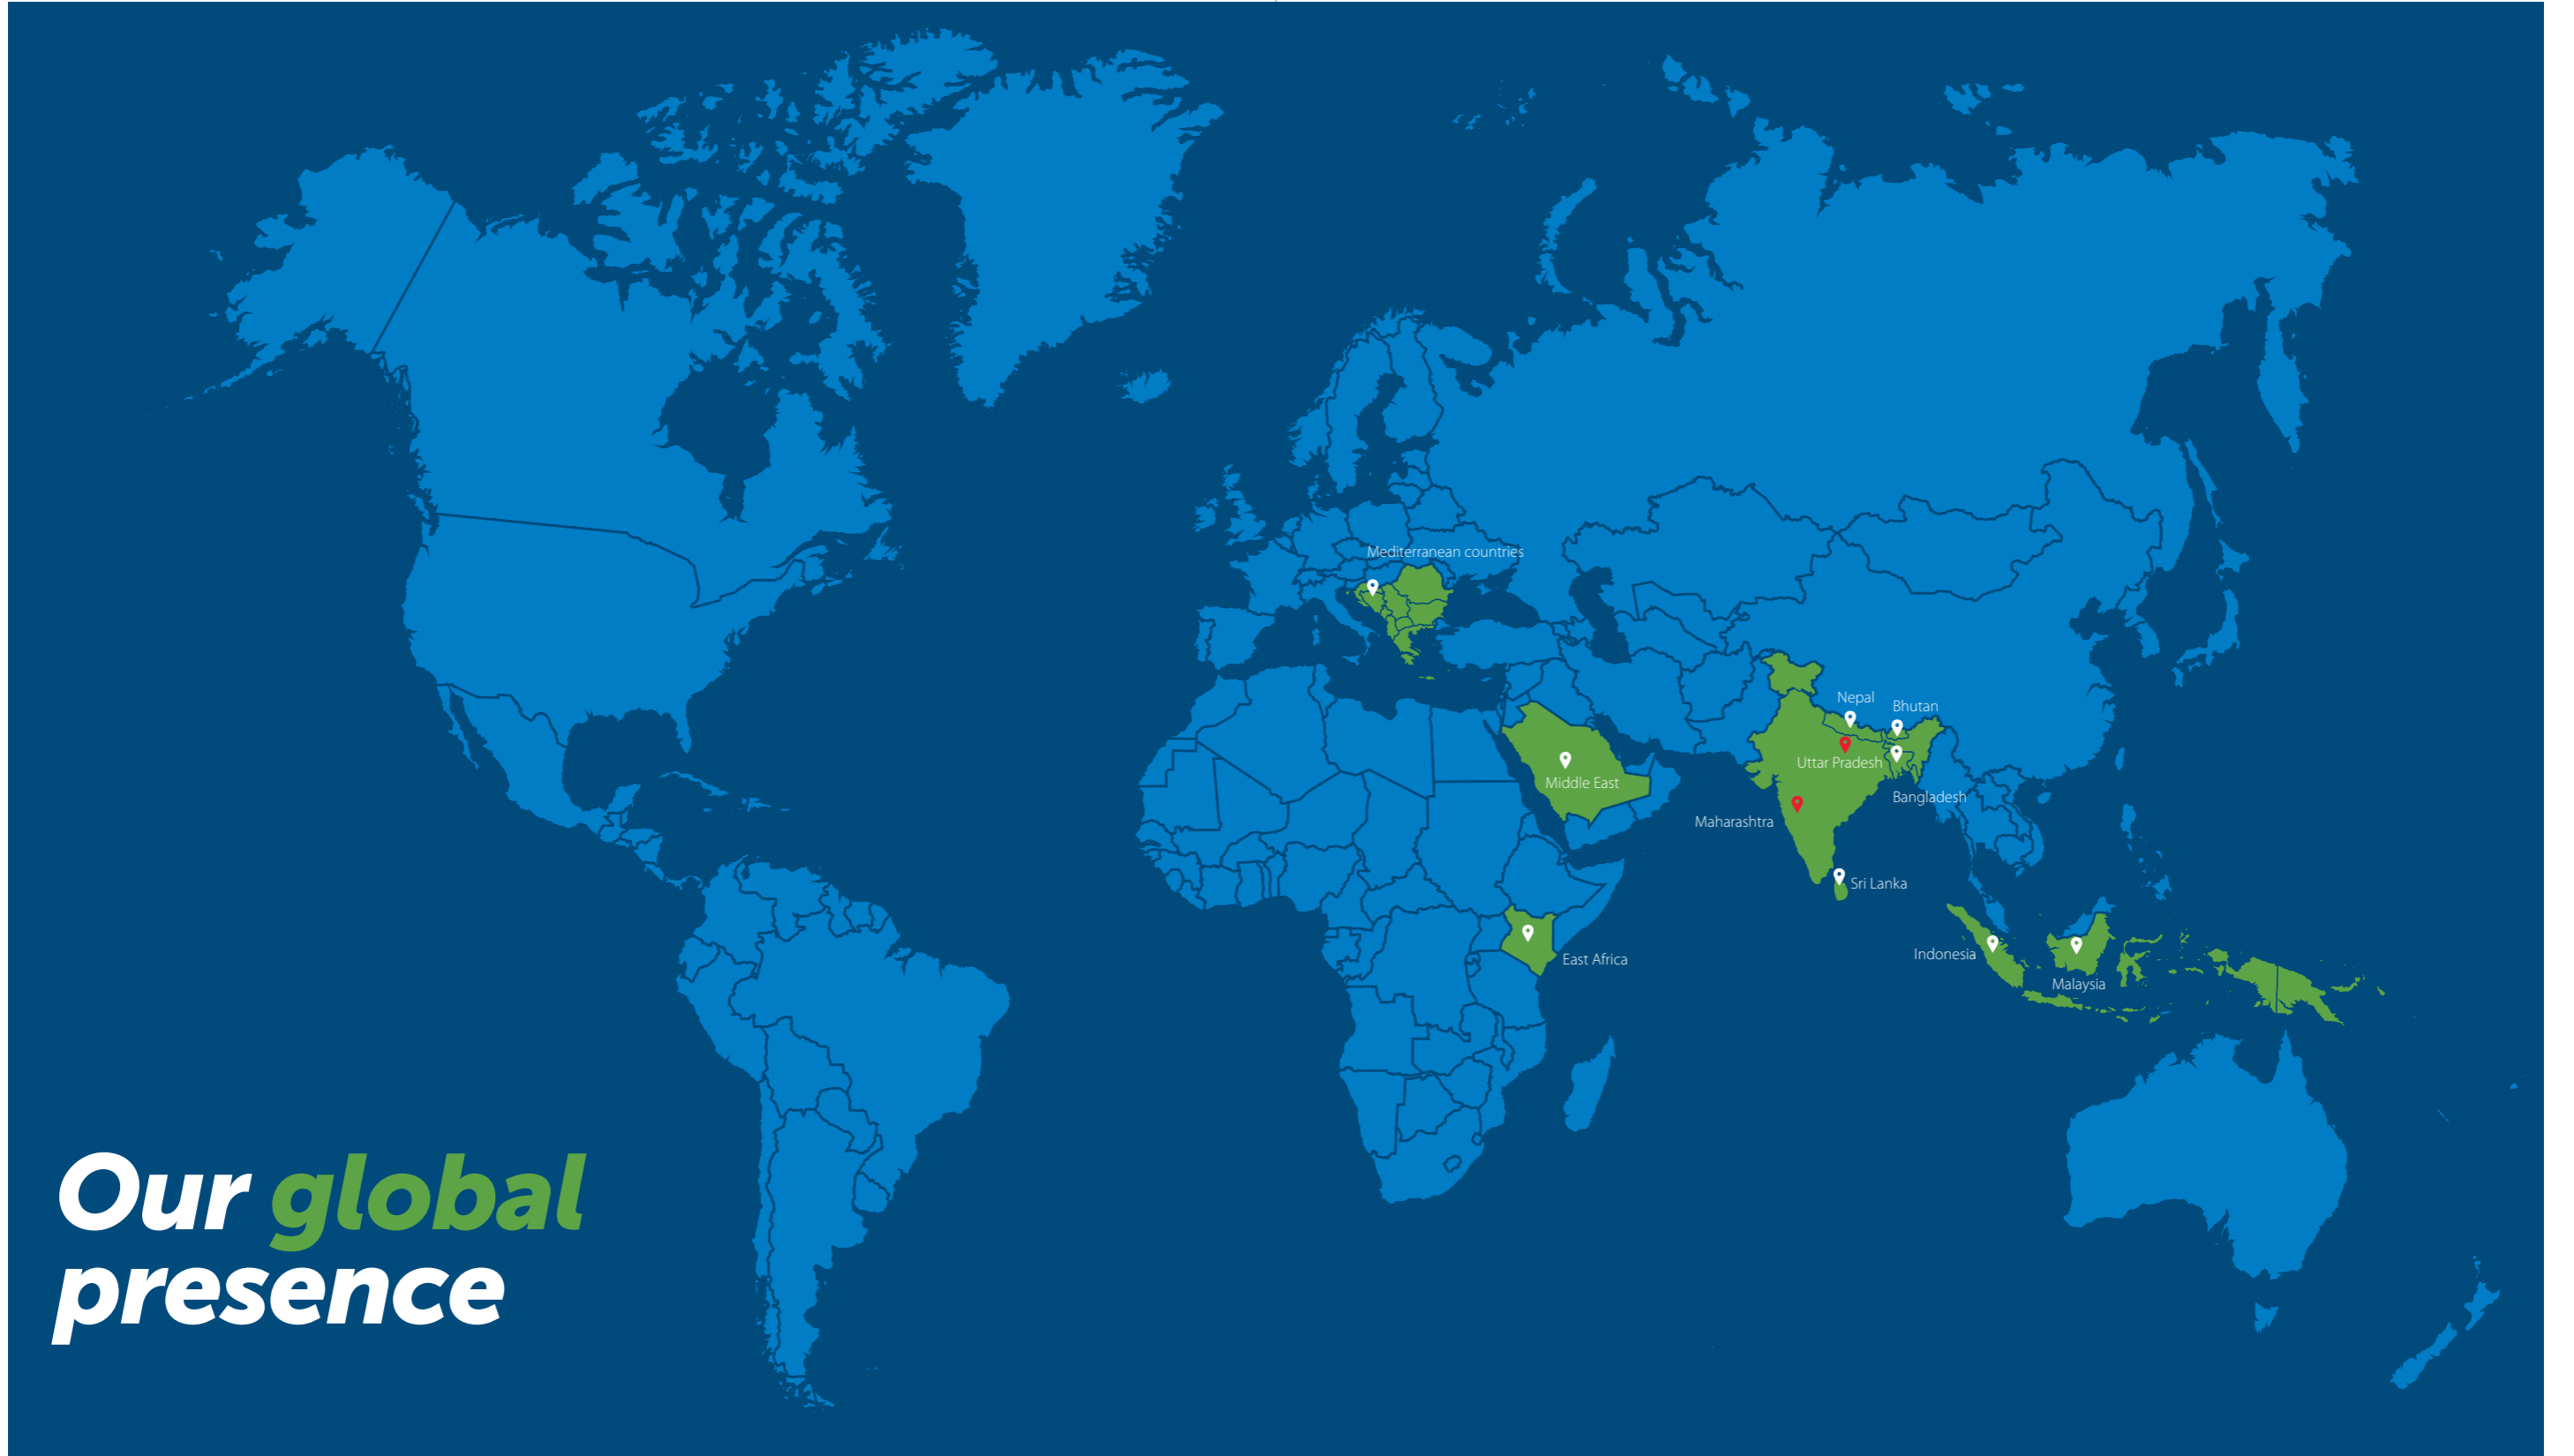 Mediterranean countries
Nepal
Bhutan
Uttar Pradesh
Middle East
Bangladesh
Maharashtra
Sri Lanka
Indonesia
East Africa
Malaysia
Our global
presence